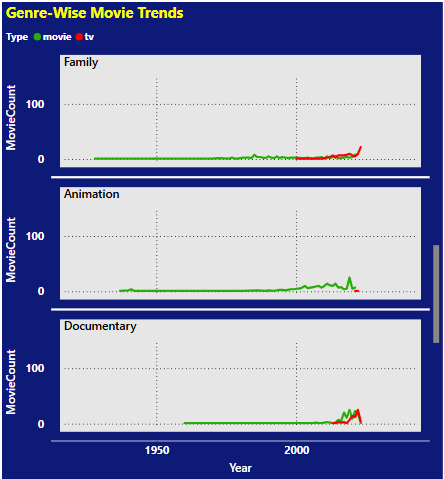 Genre-Wise Movie Trends
Type movie tv
Family
MovieCount
100
0
Animation
MovieCount
100
0
Documentary
MovieCount
100
0
1950 2000
Year